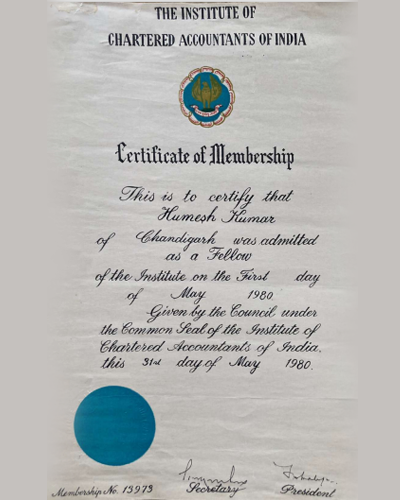 THE INSTITUTE OF
CHARTERED ACCOUNTANTS OF INDIA
Certificate of Membership
This is to certify that
Humesh Kumar
of Chandigarh was admitted
as a Fellow
of the Institute on the First day
of May 1980.
Given by the Council under
the Common Seal of the Institute of
Chartered Accountants of India.
this 31st day of May 1980.
Secretary President
Membership No. 13973